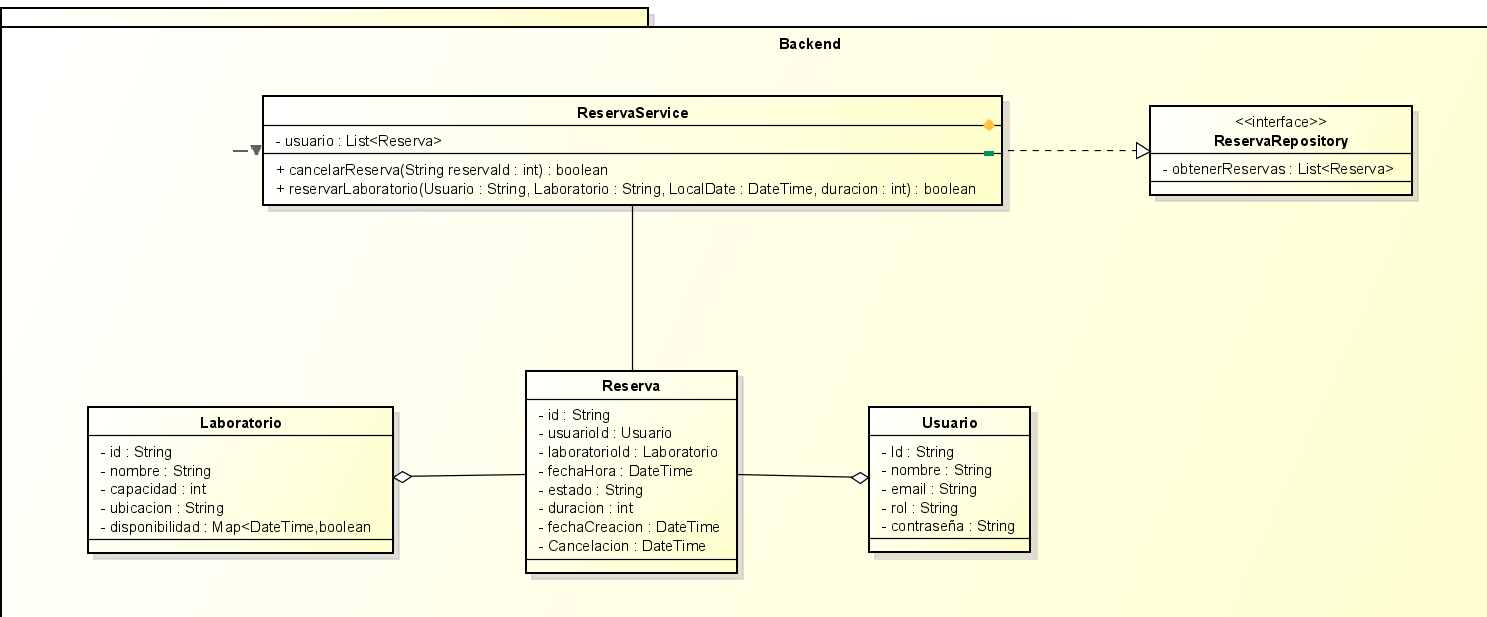 Backend
ReservaService
- usuario : List<Reserva>
+ cancelarReserva(String reservaId : int) : boolean
+ reservarLaboratorio(Usuario : String, Laboratorio : String, LocalDate : DateTime, duracion : int) : boolean
<<interface>>
ReservaRepository
- obtenerReservas : List<Reserva>
Laboratorio
- id : String
- nombre : String
- capacidad : int
- ubicacion : String
- disponibilidad : Map<DateTime,boolean
Reserva
- id : String
- usuarioId : Usuario
- laboratorioId : Laboratorio
- fechaHora : DateTime
- estado : String
- duracion : int
- fechaCreacion : DateTime
- Cancelacion : DateTime
Usuario
- Id : String
- nombre : String
- email : String
- rol : String
- contraseña : String